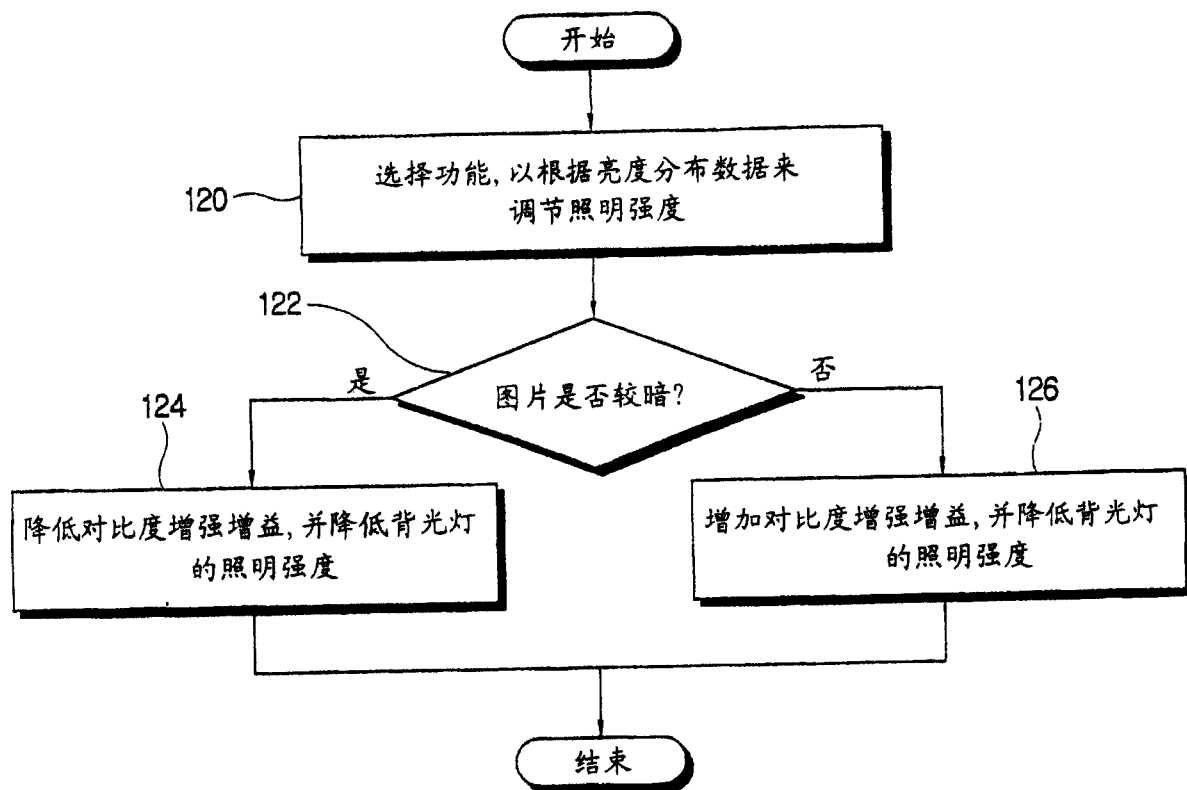 开始
120
选择功能,以根据亮度分布数据来
调节照明强度
122
图片是否较暗?
是
否
124
降低对比度增强增益,并降低背光灯
的照明强度
126
增加对比度增强增益,并降低背光灯
的照明强度
结束